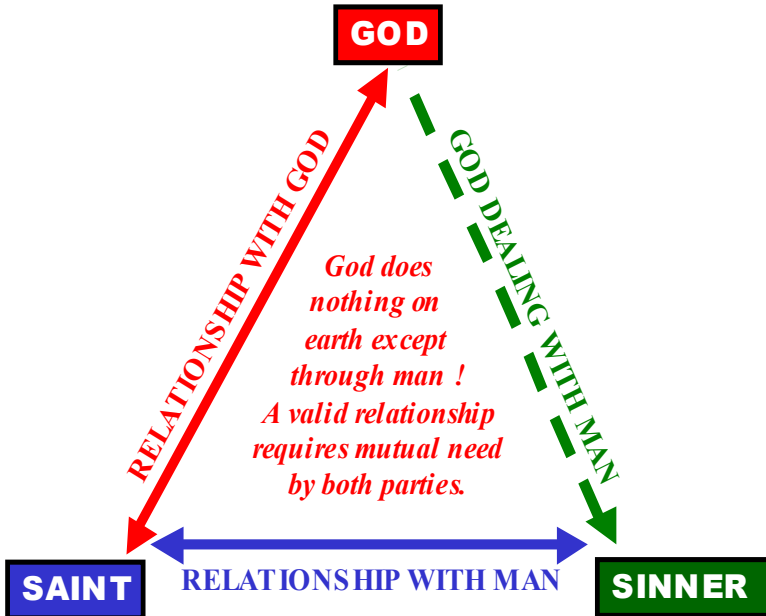 GOD
RELATIONSHIP WITH GOD
GOD DEALING WITH MAN
God does
nothing on
earth except
through man !
A valid relationship
requires mutual need
by both parties.
SAINT
RELATIONSHIP WITH MAN
SINNER